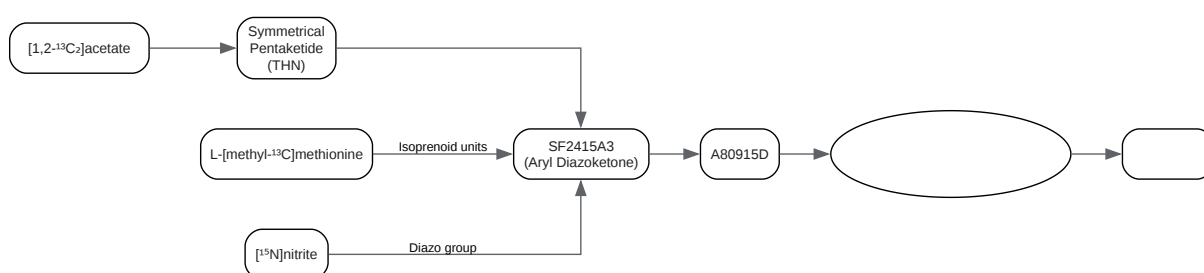 [1,2-¹³C₂]acetate
Symmetrical
Pentaketide
(THN)
L-[methyl-¹³C]methionine
Isoprenoid units
SF2415A3
(Aryl Diazoketone)
A80915D
[¹⁵N]nitrite
Diazo group